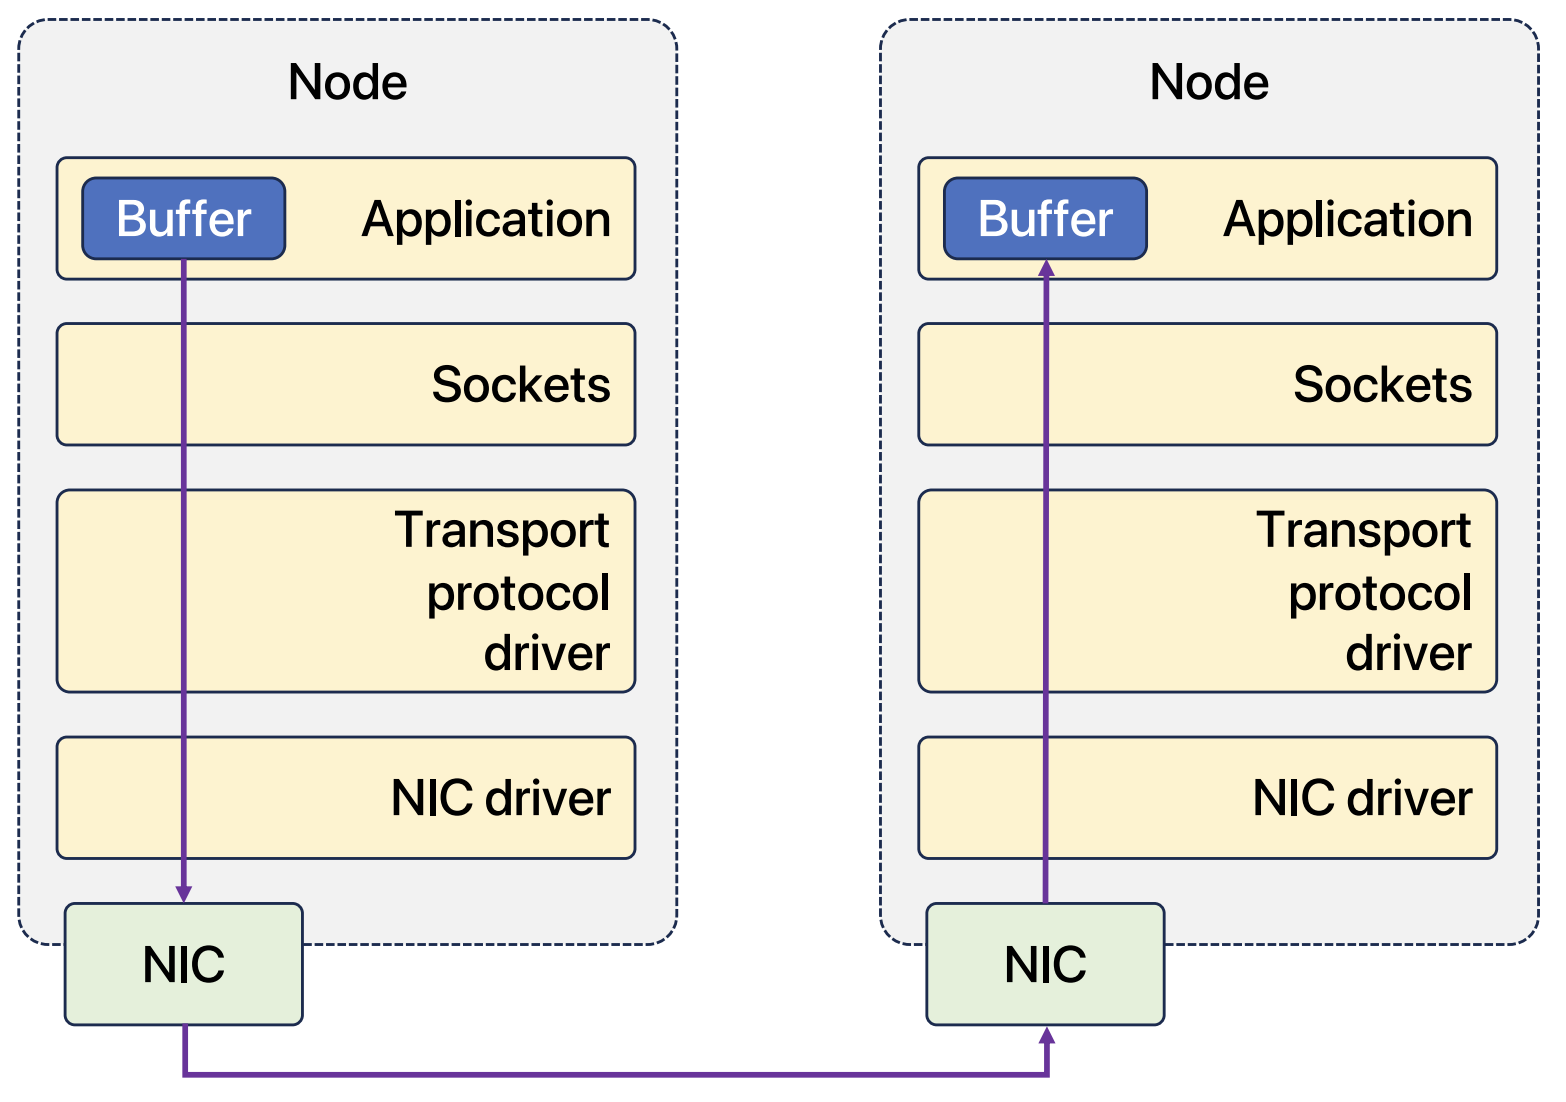 Node
Buffer
Application
Sockets
Transport
protocol
driver
NIC driver
NIC
Node
Buffer
Application
Sockets
Transport
protocol
driver
NIC driver
NIC